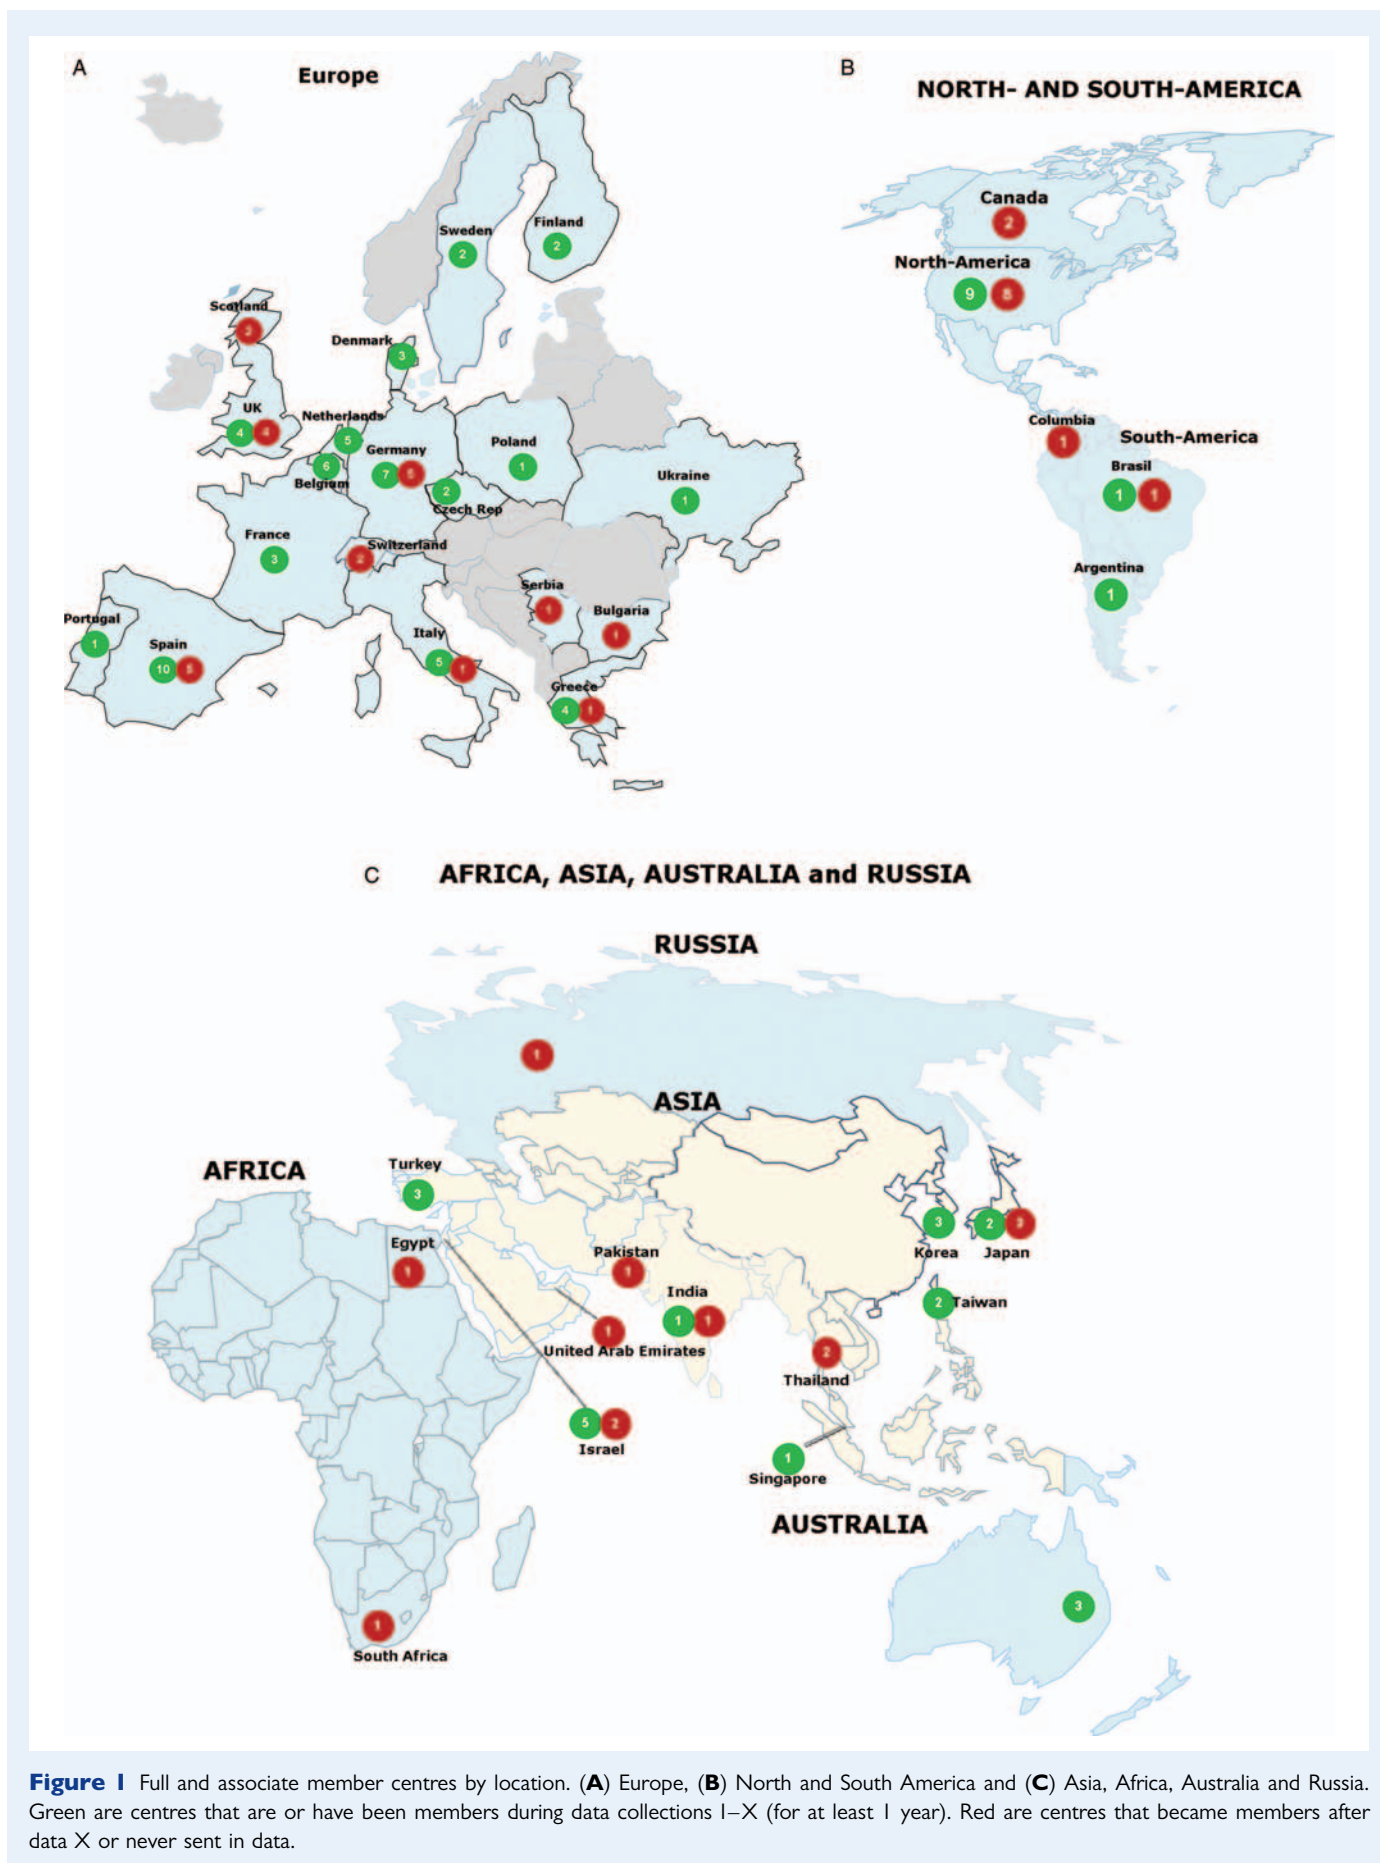 A
Europe
Sweden
2
Finland
2
Scotland
2
Denmark
3
UK
4 4
Netherlands
5
Belgium
6
Germany
7 5
Poland
1
Czech Rep
2
Ukraine
1
France
3
Switzerland
2
Serbia
1
Bulgaria
1
Portugal
1
Spain
10 5
Italy
5 1
Greece
4 1
B
NORTH- AND SOUTH-AMERICA
Canada
2
North-America
9 8
Columbia
1
South-America
Brasil
1 1
Argentina
1
C
AFRICA, ASIA, AUSTRALIA and RUSSIA
RUSSIA
1
ASIA
AFRICA
Turkey
3
Egypt
1
Pakistan
1
India
1 1
1
United Arab Emirates
3
Korea
2 3
Japan
2 Taiwan
2
Thailand
5 2
Israel
1
Singapore
AUSTRALIA
3
1
South Africa
Figure 1 Full and associate member centres by location. (A) Europe, (B) North and South America and (C) Asia, Africa, Australia and Russia.
Green are centres that are or have been members during data collections I–X (for at least 1 year). Red are centres that became members after
data X or never sent in data.